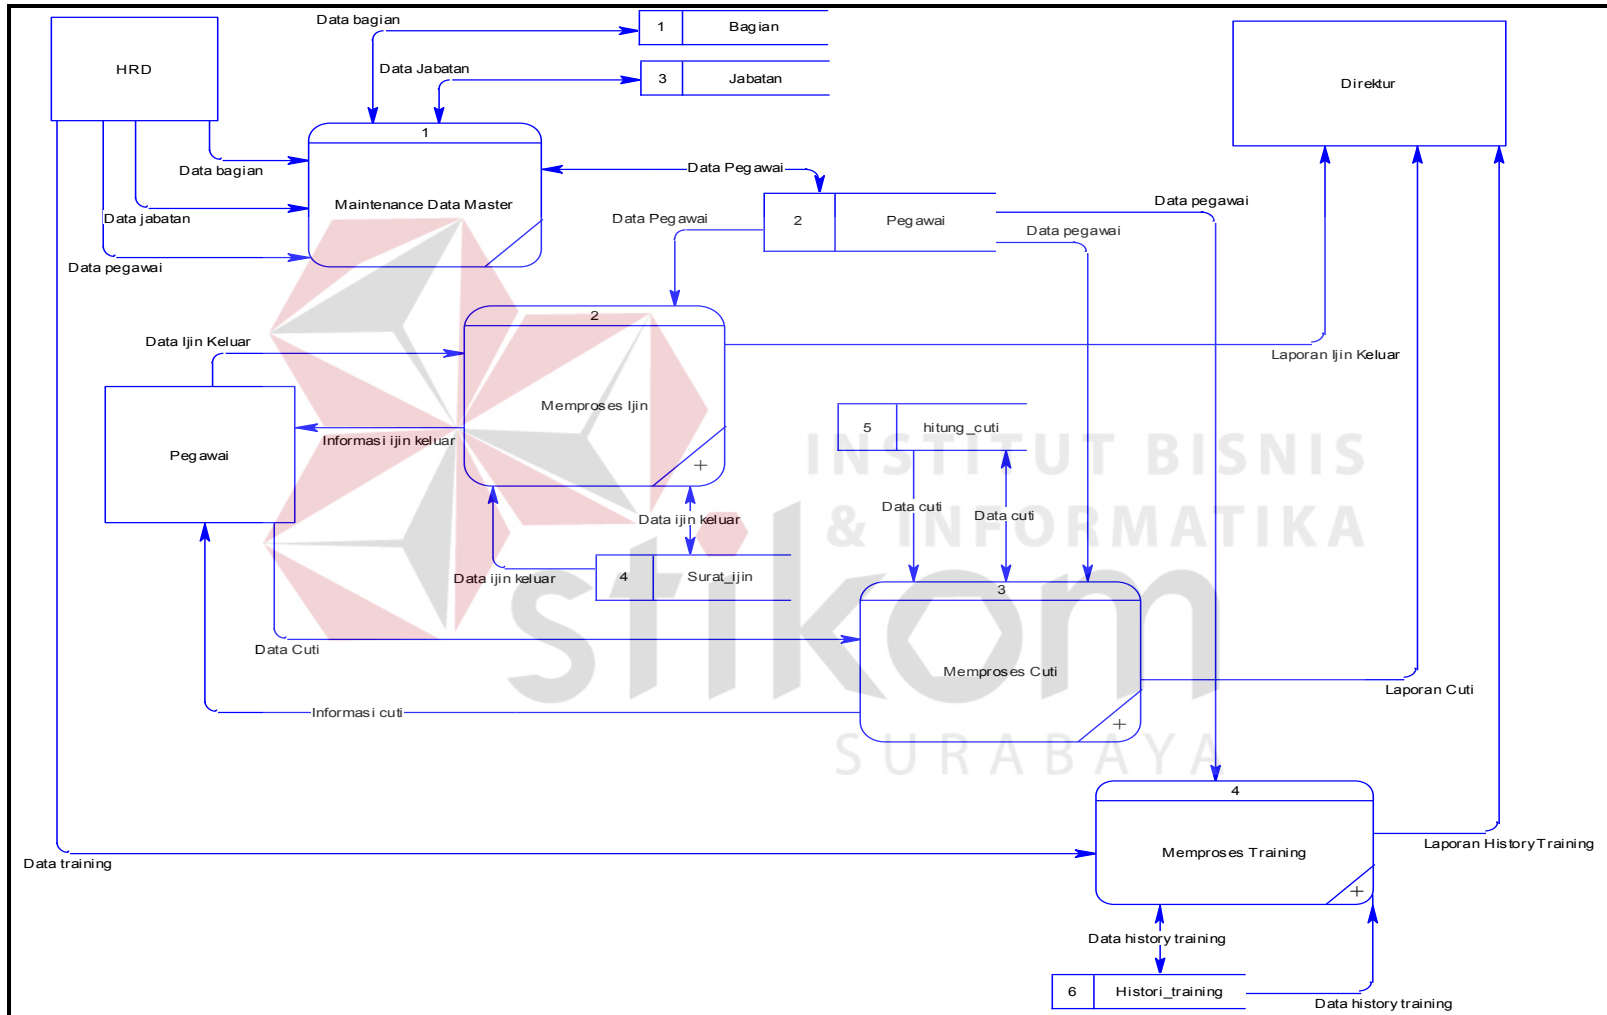 Data bagian
1 Bagian
HRD
Data Jabatan
3 Jabatan
Direktur
1
Maintenance Data Master
Data bagian
Data jabatan
Data pegawai
Data Pegawai
2 Pegawai
Data Pegawai
Data pegawai
Data pegawai
2
Memproses Ijin
+
Data Ijin Keluar
Laporan Ijin Keluar
Pegawai
Informasi ijin keluar
5 hitung_cuti
INSTITUT BISNIS
& INFORMATIKA
stikom
SURABAYA
Data cuti
Data cuti
Data ijin keluar
Data ijin keluar
4 Surat_ijin
3
Memproses Cuti
+
Data Cuti
Informasi cuti
Laporan Cuti
4
Memproses Training
+
Data training
Laporan History Training
Data history training
6 Histori_training
Data history training